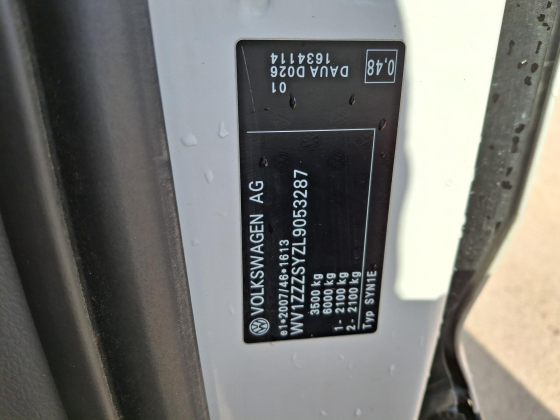 VOLKSWAGEN AG
e1*2007/46*1613
WV1ZZZSYZL9053287
3500 kg
6000 kg
1- 2100 kg
2- 2100 kg
Typ SYN1E
01
DAUA D026
1634114
0,48